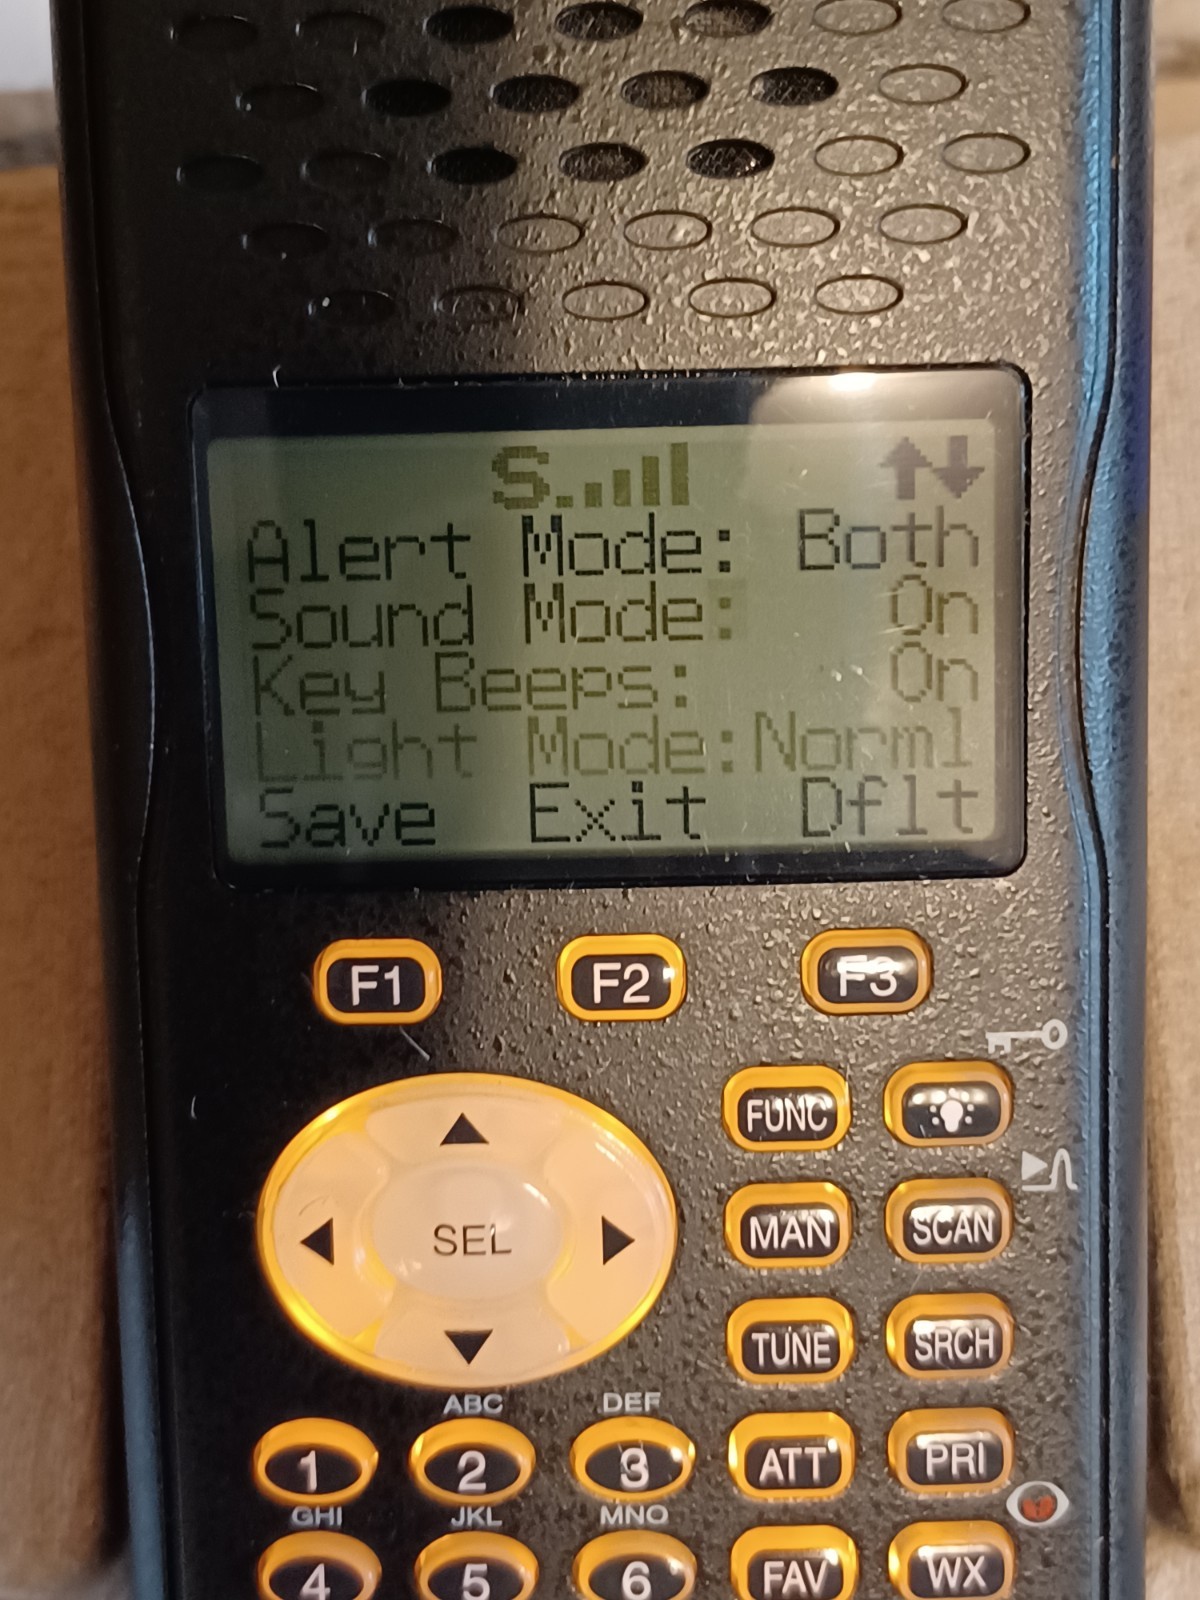 S
Alert Mode: Both
Sound Mode: On
Key Beeps: On
Light Mode:Norml
Save Exit Dflt
F1 F2 F3
FUNC
SEL
MAN SCAN
TUNE SRCH
ABC DEF
1 2 3 ATT PRI
GHI JKL MNO
4 5 6 FAV WX